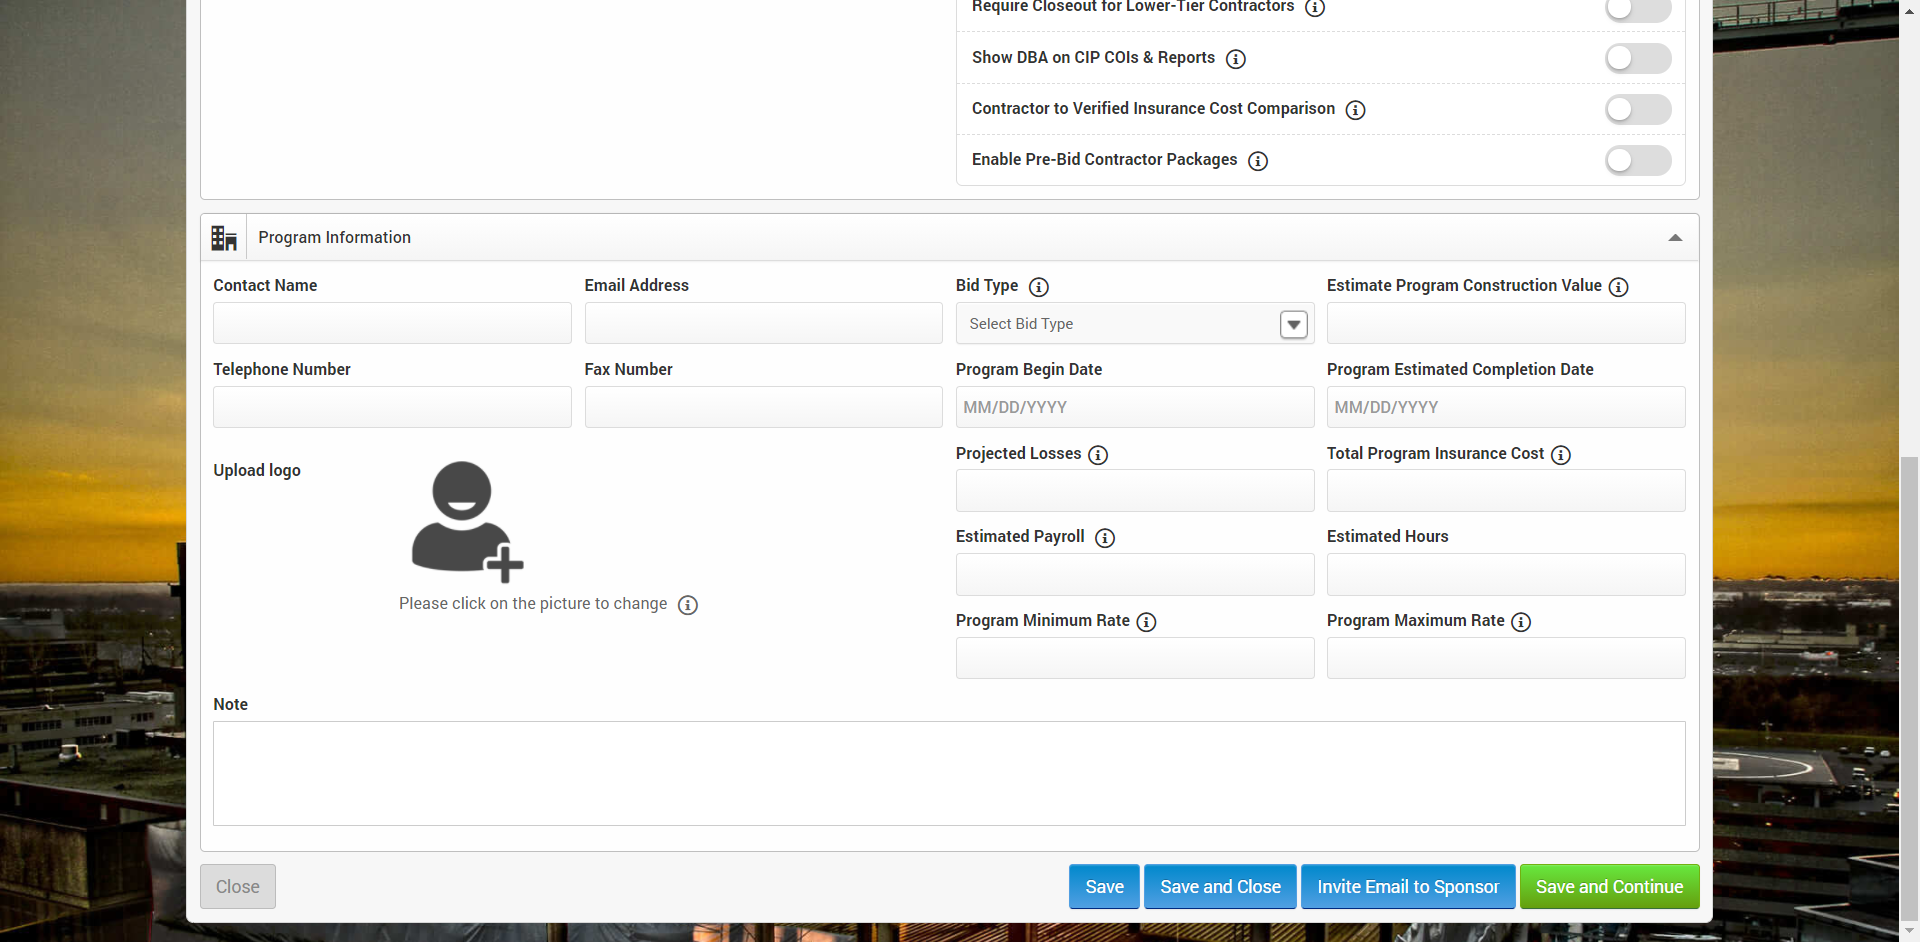 Require Closeout for Lower-Tier Contractors
Show DBA on CIP COIs & Reports
Contractor to Verified Insurance Cost Comparison
Enable Pre-Bid Contractor Packages
Program Information
Contact Name
Email Address
Bid Type
Estimate Program Construction Value
Select Bid Type
Telephone Number
Fax Number
Program Begin Date
Program Estimated Completion Date
MM/DD/YYYY
MM/DD/YYYY
Upload logo
Projected Losses
Total Program Insurance Cost
Estimated Payroll
Estimated Hours
Please click on the picture to change
Program Minimum Rate
Program Maximum Rate
Note
Close
Save
Save and Close
Invite Email to Sponsor
Save and Continue